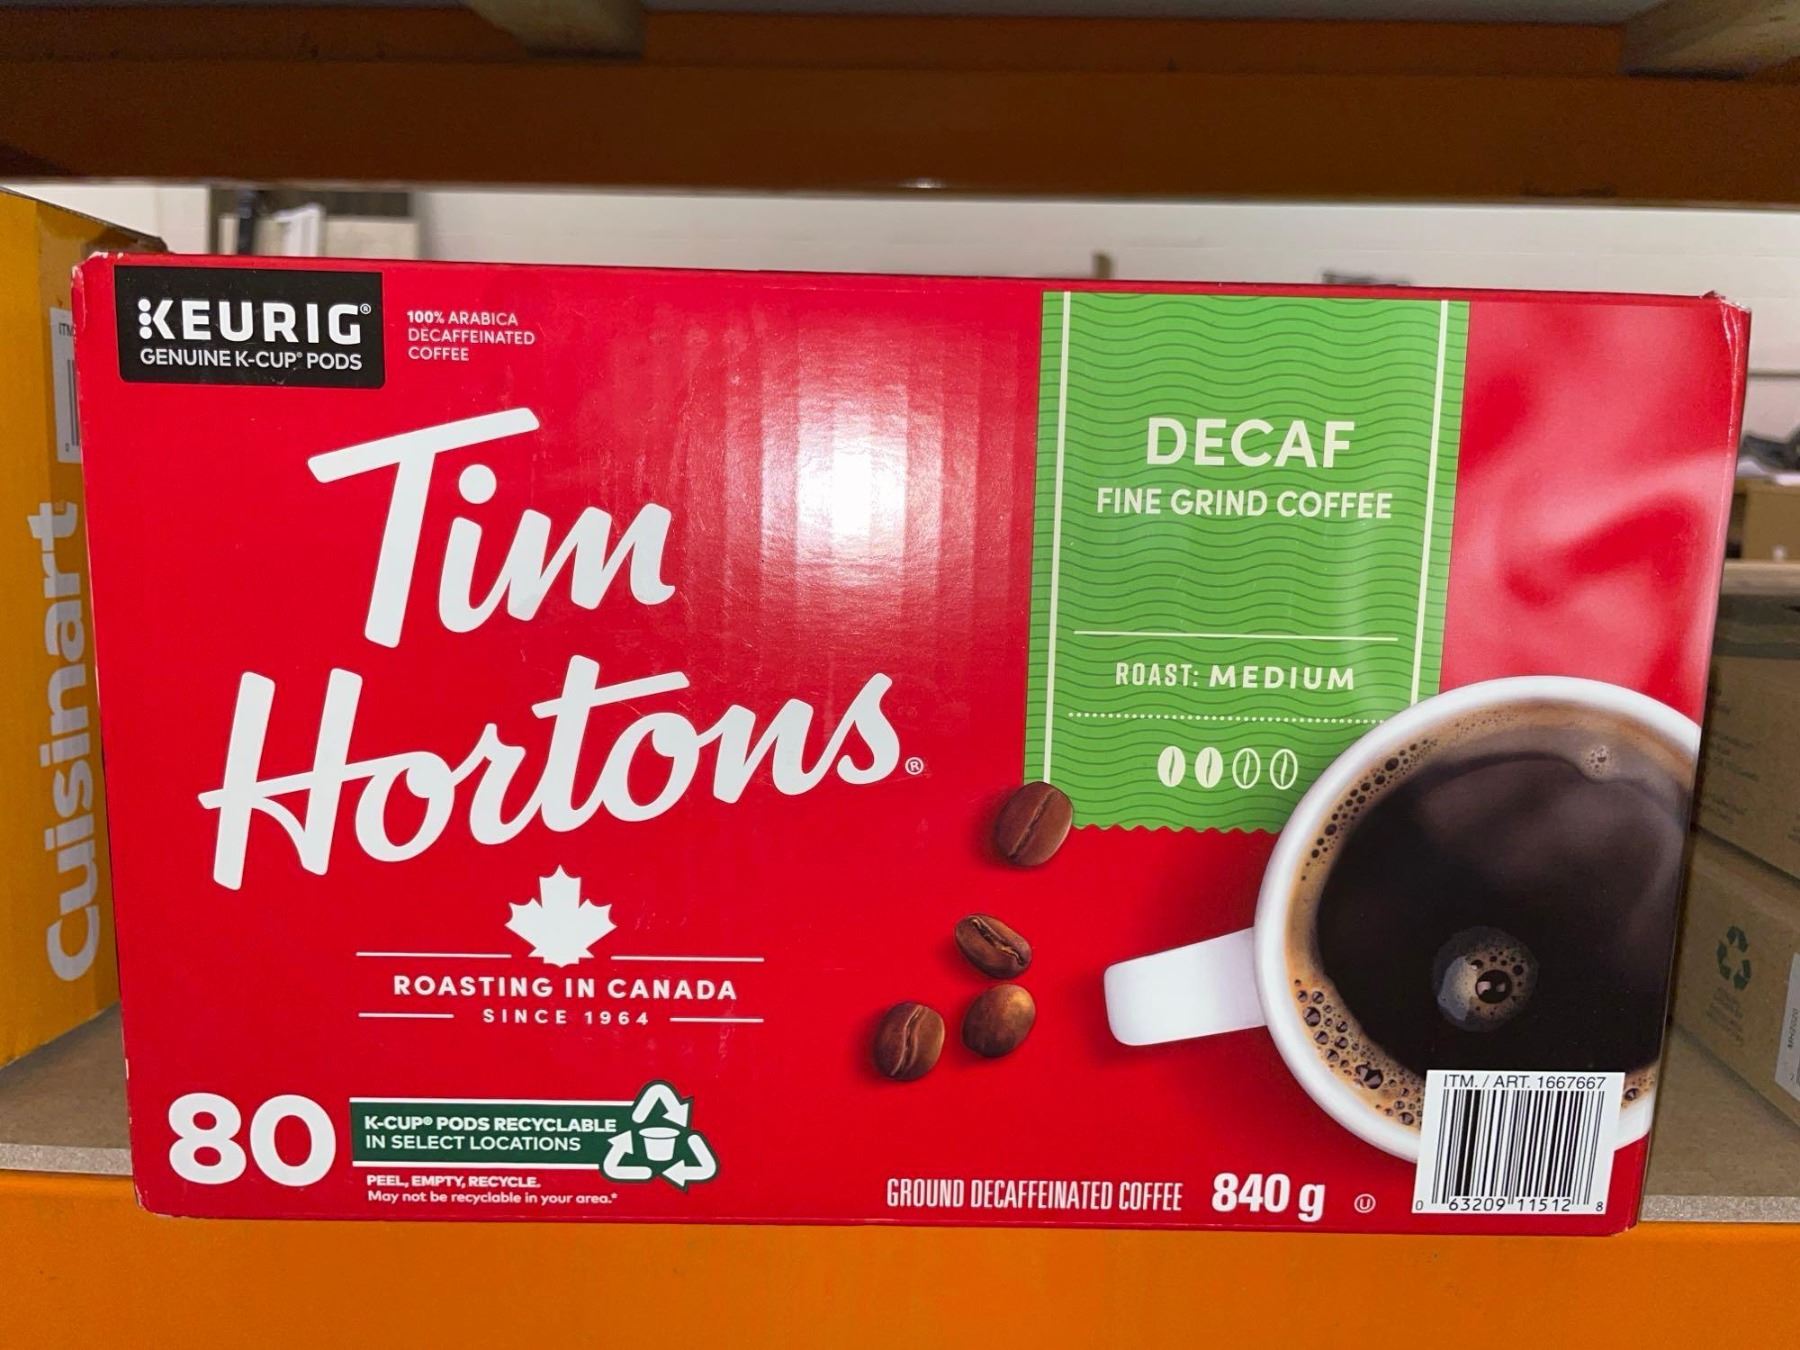 KEURIG®
GENUINE K-CUP® PODS
100% ARABICA
DECAFFEINATED
COFFEE
Tim
Hortons®
ROASTING IN CANADA
SINCE 1964
80
K-CUP® PODS RECYCLABLE
IN SELECT LOCATIONS
PEEL, EMPTY, RECYCLE.
May not be recyclable in your area.*
DECAF
FINE GRIND COFFEE
ROAST: MEDIUM
GROUND DECAFFEINATED COFFEE 840 g U
ITM. / ART. 1667667
0 63209 11512 8
Cuisinart
ITM